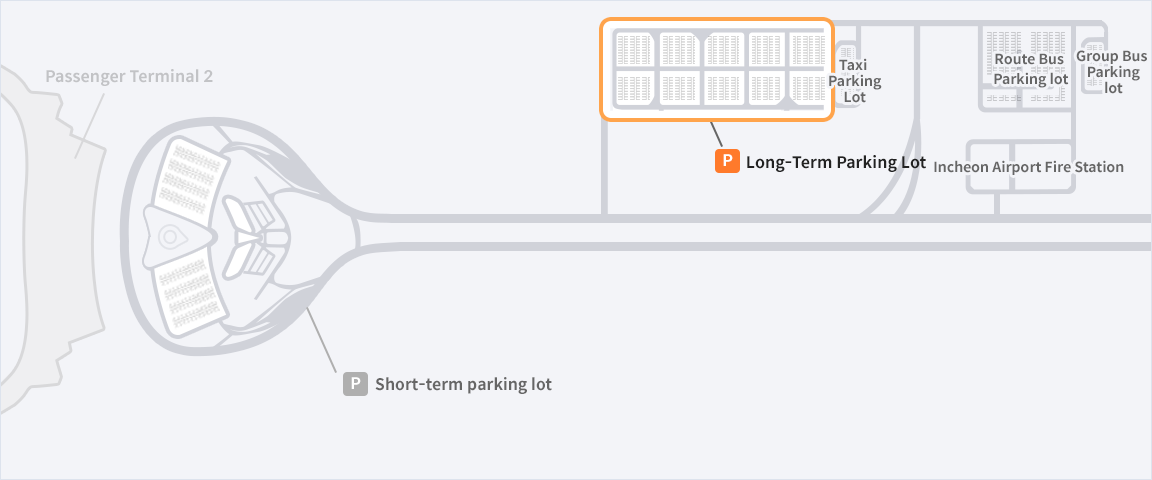 Passenger Terminal 2
Taxi
Parking
Lot
Route Bus
Parking lot
Group Bus
Parking
lot
P Long-Term Parking Lot
Incheon Airport Fire Station
P Short-term parking lot